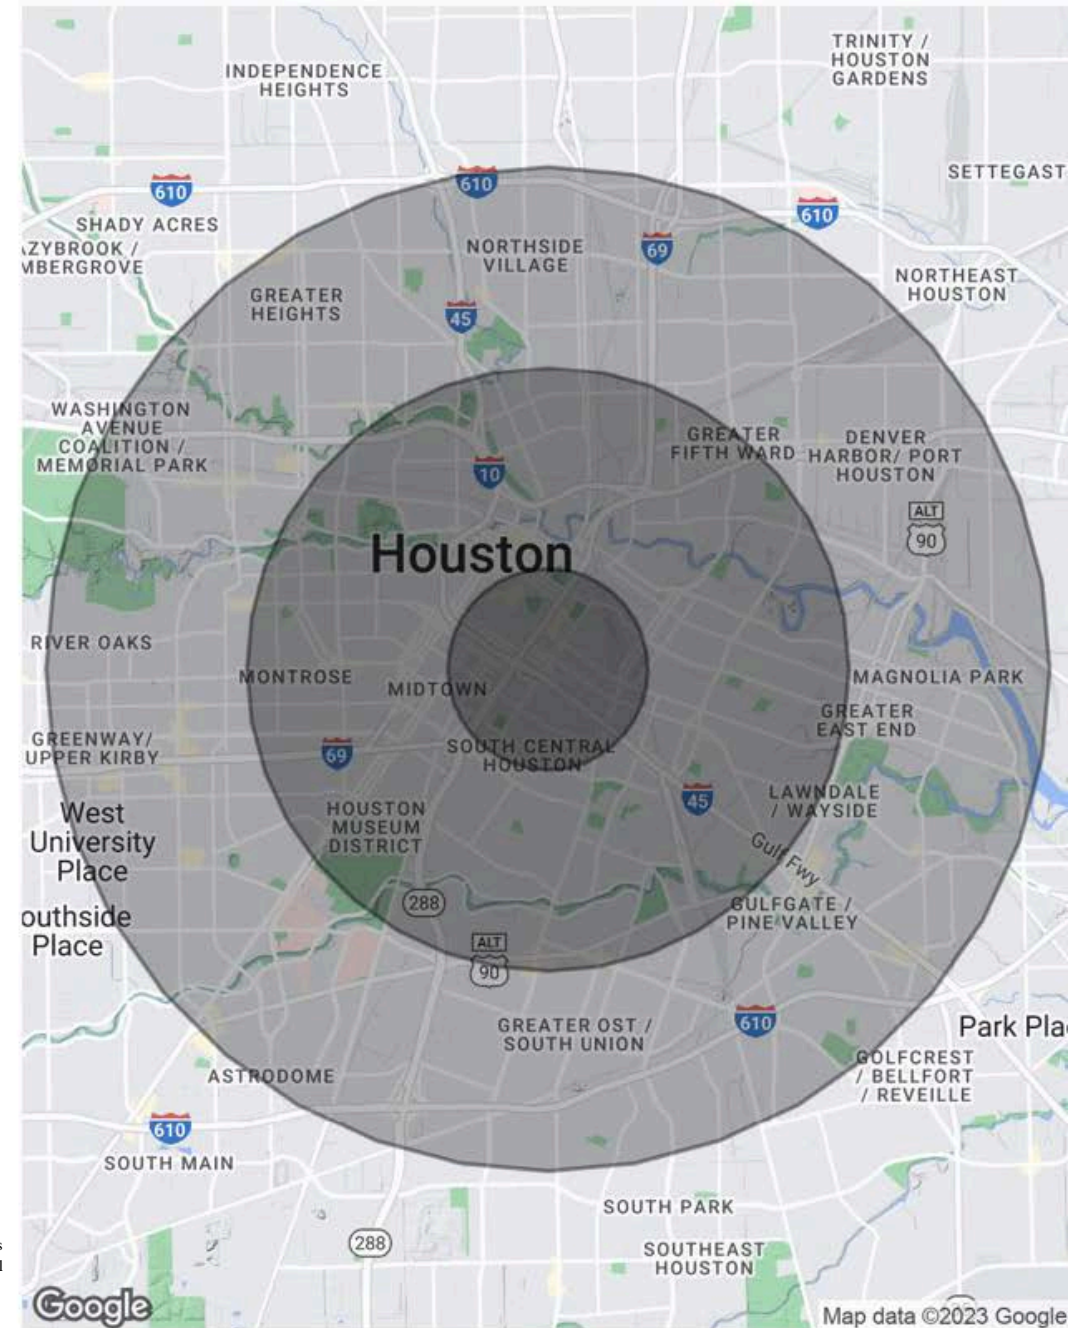 TRINITY /
HOUSTON
GARDENS
INDEPENDENCE
HEIGHTS
SETTEGAST
610
610
610
SHADY ACRES
AZYBROOK /
MBERGROVE
NORTHSIDE
VILLAGE
69
NORTHEAST
HOUSTON
GREATER
HEIGHTS
45
WASHINGTON
AVENUE
COALITION /
MEMORIAL PARK
GREATER
FIFTH WARD
DENVER
HARBOR/ PORT
HOUSTON
10
ALT
90
Houston
RIVER OAKS
MONTROSE
MIDTOWN
MAGNOLIA PARK
GREATER
EAST END
GREENWAY/
UPPER KIRBY
69
SOUTH CENTRAL
HOUSTON
45
LAWNDALE
/ WAYSIDE
West
University
Place
HOUSTON
MUSEUM
DISTRICT
Gulf Fwy
288
outhside
Place
GULFGATE /
PINE VALLEY
ALT
90
610
GREATER OST /
SOUTH UNION
Park Pla
ASTRODOME
GOLFCREST
/ BELLFORT
/ REVEILLE
610
SOUTH MAIN
SOUTH PARK
288
SOUTHEAST
HOUSTON
s
Google
Map data ©2023 Google